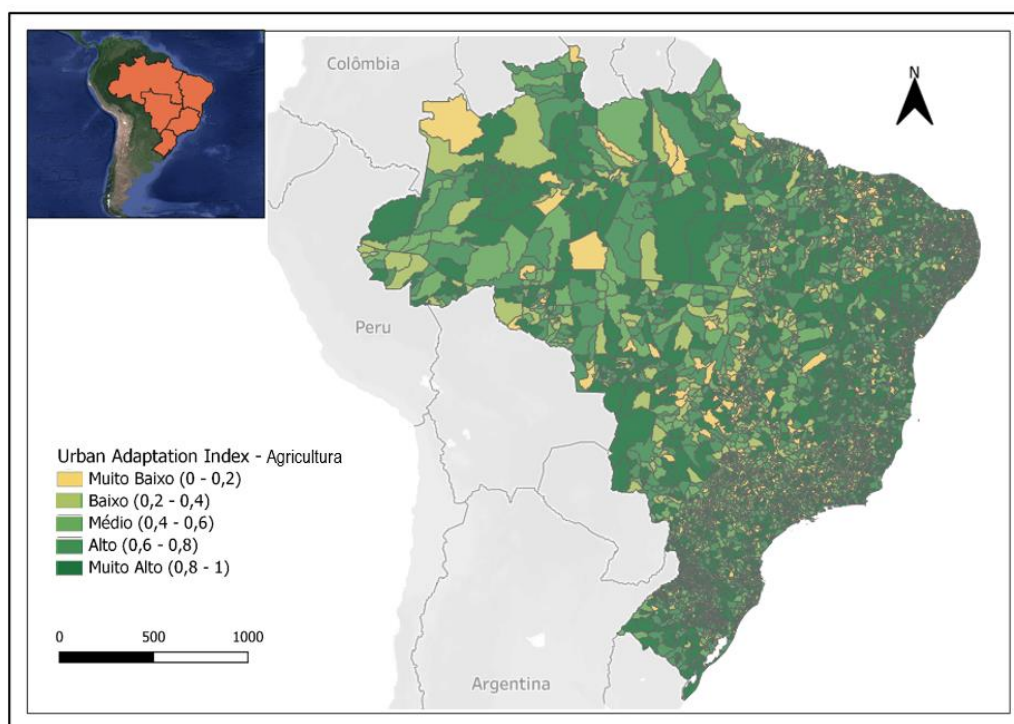 Colômbia
N
Peru
Urban Adaptation Index - Agricultura
Muito Baixo (0 - 0,2)
Baixo (0,2 - 0,4)
Médio (0,4 - 0,6)
Alto (0,6 - 0,8)
Muito Alto (0,8 - 1)
0 500 1000
Argentina